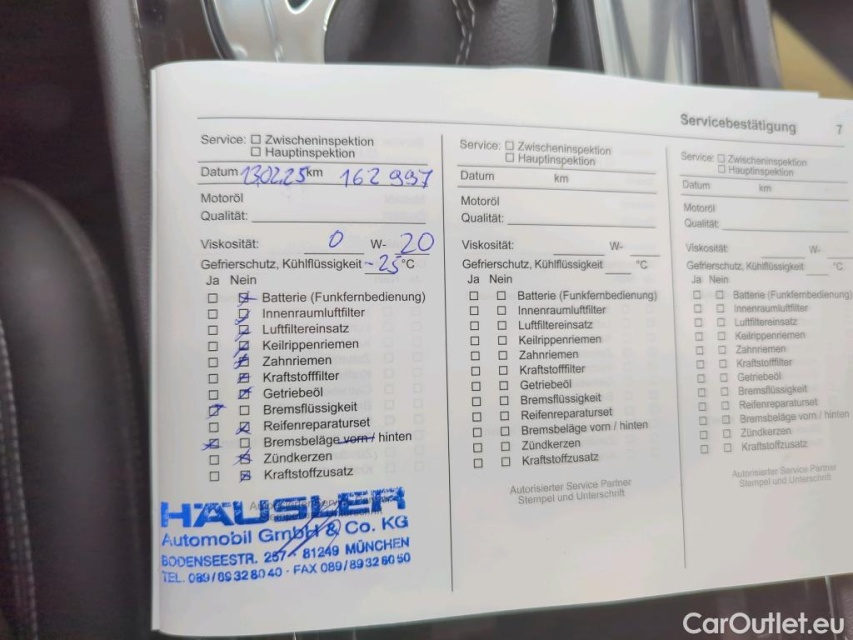 Servicebestätigung 7
Service: Zwischeninspektion
Hauptinspektion
Datum 13.02.25 km 162 997
Motoröl
Qualität:
Viskosität: 0 W- 20
Gefrierschutz, Kühlflüssigkeit -25 °C
Ja Nein
Batterie (Funkfernbedienung)
Innenraumluftfilter
Luftfiltereinsatz
Keilrippenriemen
Zahnriemen
Kraftstofffilter
Getriebeöl
Bremsflüssigkeit
Reifenreparaturset
Bremsbeläge vorn / hinten
Zündkerzen
Kraftstoffzusatz
HÄUSLER
Automobil GmbH & Co. KG
BODENSEESTR. 257 - 81249 MÜNCHEN
TEL. 089/89 32 80 40 · FAX 089/89 32 60 50
Service: Zwischeninspektion
Hauptinspektion
Datum km
Motoröl
Qualität:
Viskosität: W-
Gefrierschutz, Kühlflüssigkeit °C
Ja Nein
Batterie (Funkfernbedienung)
Innenraumluftfilter
Luftfiltereinsatz
Keilrippenriemen
Zahnriemen
Kraftstofffilter
Getriebeöl
Bremsflüssigkeit
Reifenreparaturset
Bremsbeläge vorn / hinten
Zündkerzen
Kraftstoffzusatz
Autorisierter Service Partner
Stempel und Unterschrift
Service: Zwischeninspektion
Hauptinspektion
Datum km
Motoröl
Qualität:
Viskosität: W-
Gefrierschutz, Kühlflüssigkeit °C
Ja Nein
Batterie (Funkfernbedienung)
Innenraumluftfilter
Luftfiltereinsatz
Keilrippenriemen
Zahnriemen
Kraftstofffilter
Getriebeöl
Bremsflüssigkeit
Reifenreparaturset
Bremsbeläge vorn / hinten
Zündkerzen
Kraftstoffzusatz
Autorisierter Service Partner
Stempel und Unterschrift
CarOutlet.eu